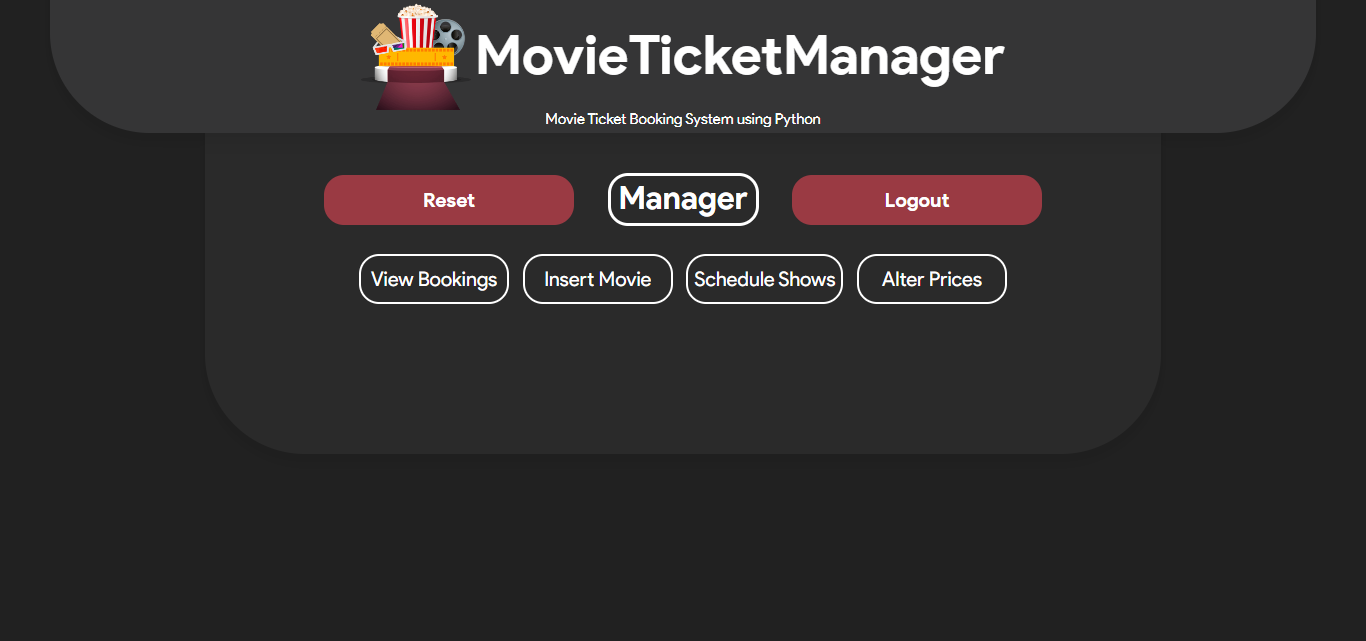 MovieTicketManager
Movie Ticket Booking System using Python
Reset
Manager
Logout
View Bookings
Insert Movie
Schedule Shows
Alter Prices